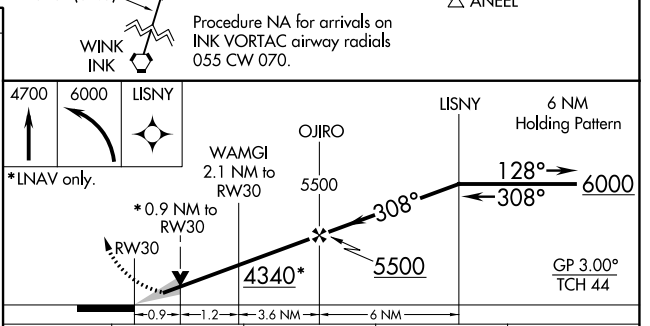 △ ANEEL
WINK
INK
Procedure NA for arrivals on
INK VORTAC airway radials
055 CW 070.
4700
6000
LISNY
*LNAV only.
LISNY
6 NM
Holding Pattern
OJIRO
WAMGI
2.1 NM to
RW30
5500
128°
308°
6000
*0.9 NM to
RW30
308°
RW30
4340*
5500
GP 3.00°
TCH 44
0.9
1.2
3.6 NM
6 NM